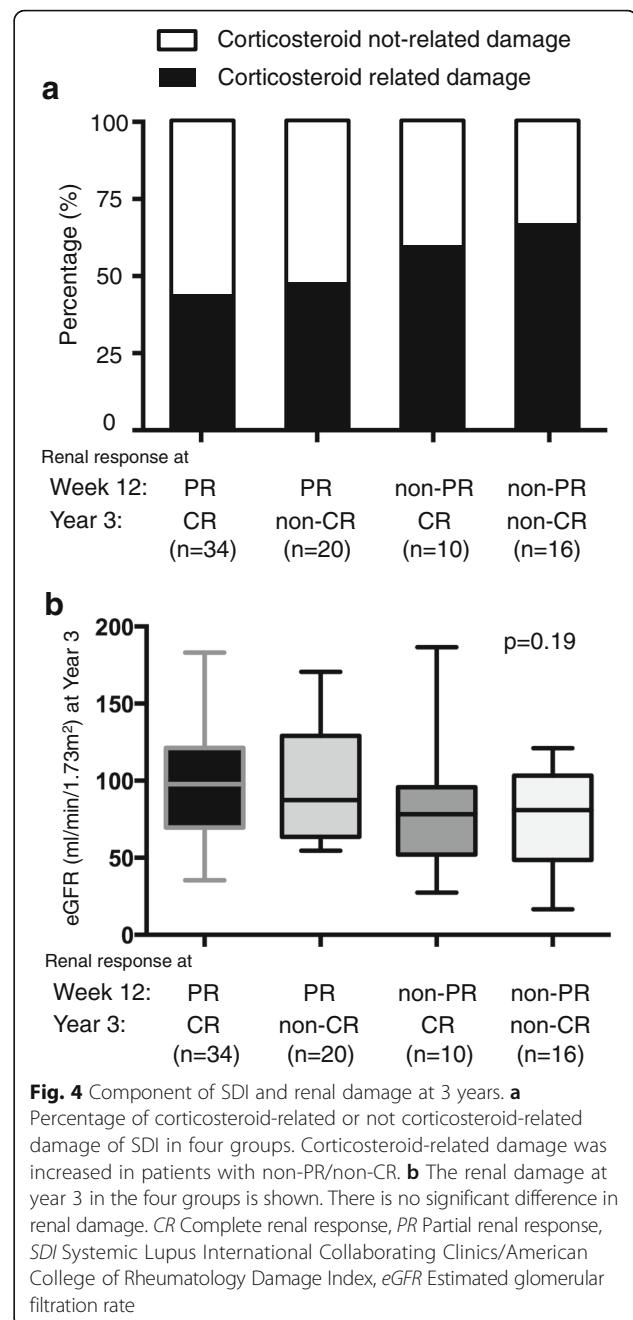 Corticosteroid not-related damage
Corticosteroid related damage
a
100
75
50
25
0
Percentage (%)
Renal response at
Week 12: PR PR non-PR non-PR
Year 3: CR non-CR CR non-CR
(n=34) (n=20) (n=10) (n=16)
b
200
150
100
50
0
eGFR (ml/min/1.73m²) at Year 3
p=0.19
Renal response at
Week 12: PR PR non-PR non-PR
Year 3: CR non-CR CR non-CR
(n=34) (n=20) (n=10) (n=16)
Fig. 4 Component of SDI and renal damage at 3 years. a
Percentage of corticosteroid-related or not corticosteroid-related
damage of SDI in four groups. Corticosteroid-related damage was
increased in patients with non-PR/non-CR. b The renal damage at
year 3 in the four groups is shown. There is no significant difference in
renal damage. CR Complete renal response, PR Partial renal response,
SDI Systemic Lupus International Collaborating Clinics/American
College of Rheumatology Damage Index, eGFR Estimated glomerular
filtration rate